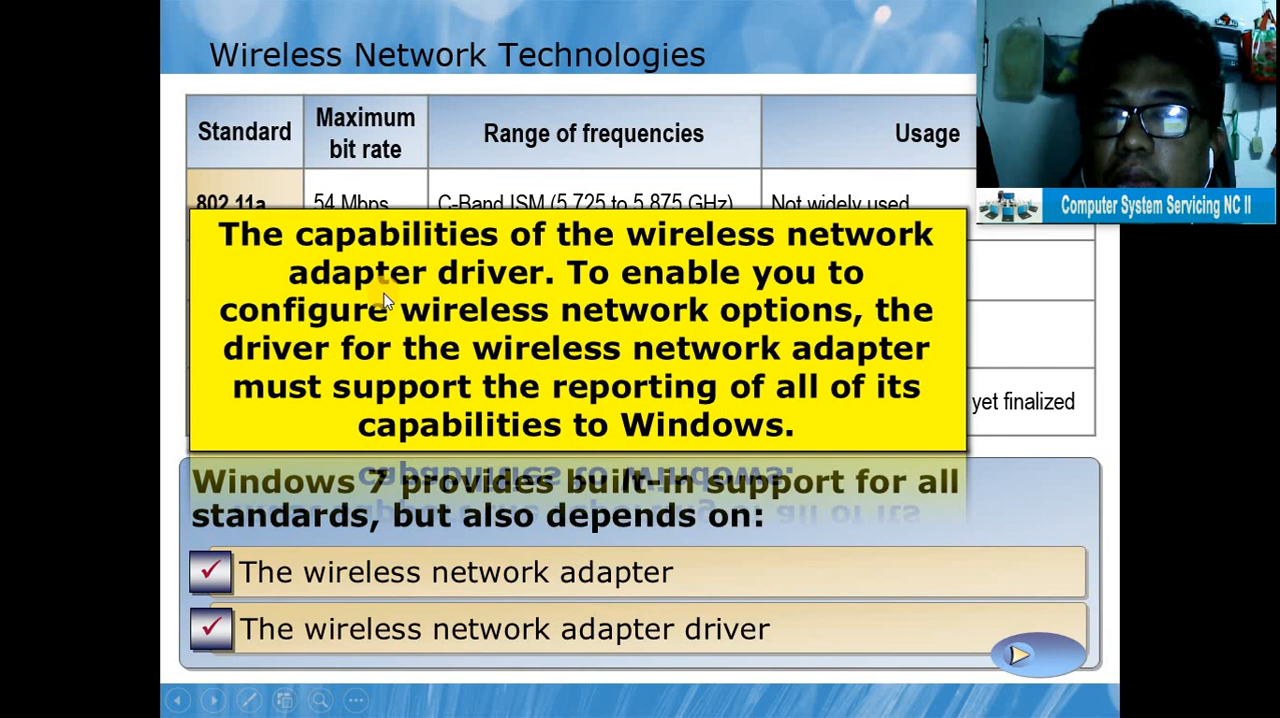 Wireless Network Technologies
Standard
Maximum
bit rate
Range of frequencies
Usage
802.11a
54 Mbps
C-Band ISM (5.725 to 5.875 GHz)
Not widely used
The capabilities of the wireless network
adapter driver. To enable you to
configure wireless network options, the
driver for the wireless network adapter
must support the reporting of all of its
capabilities to Windows.
yet finalized
Windows 7 provides built-in support for all
standards, but also depends on:
The wireless network adapter
The wireless network adapter driver
Computer System Servicing NC II